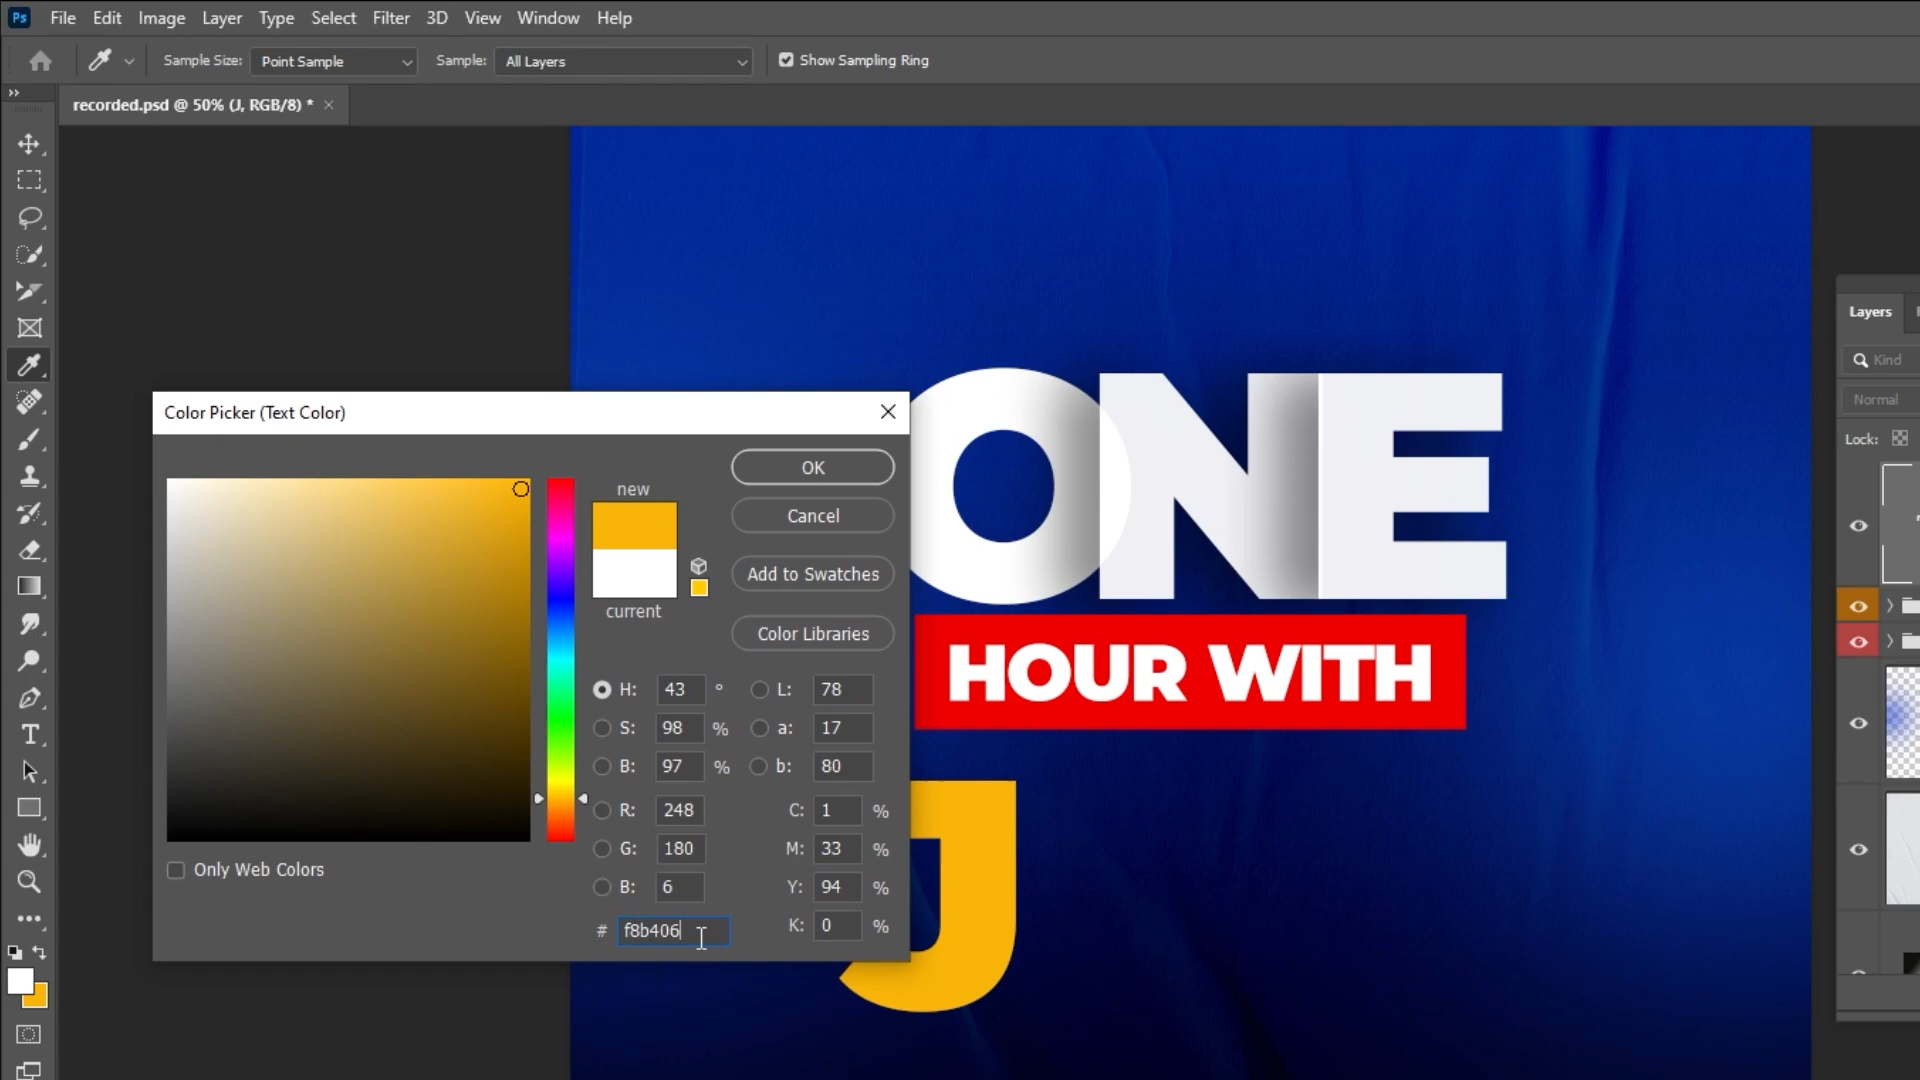 Ps File Edit Image Layer Type Select Filter 3D View Window Help
Sample Size: Point Sample Sample: All Layers Show Sampling Ring
recorded.psd @ 50% (J, RGB/8) * ×
Layers
Kind
Normal
Lock:
Color Picker (Text Color)
new
current
OK
Cancel
Add to Swatches
Color Libraries
H: 43 ° L: 78
S: 98 % a: 17
B: 97 % b: 80
R: 248 C: 1 %
G: 180 M: 33 %
B: 6 Y: 94 %
# f8b406 K: 0 %
Only Web Colors
ONE
HOUR WITH
J